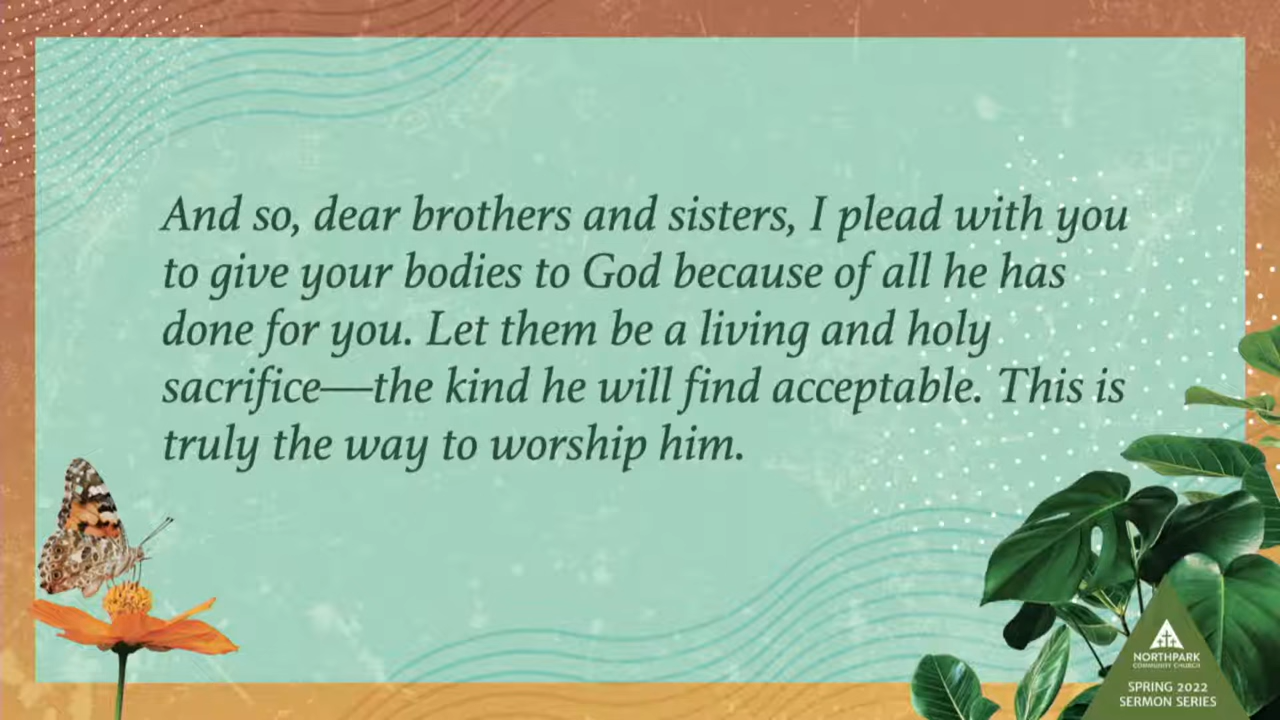 And so, dear brothers and sisters, I plead with you
to give your bodies to God because of all he has
done for you. Let them be a living and holy
sacrifice—the kind he will find acceptable. This is
truly the way to worship him.
NORTHPARK
COMMUNITY CHURCH
SPRING 2022
SERMON SERIES